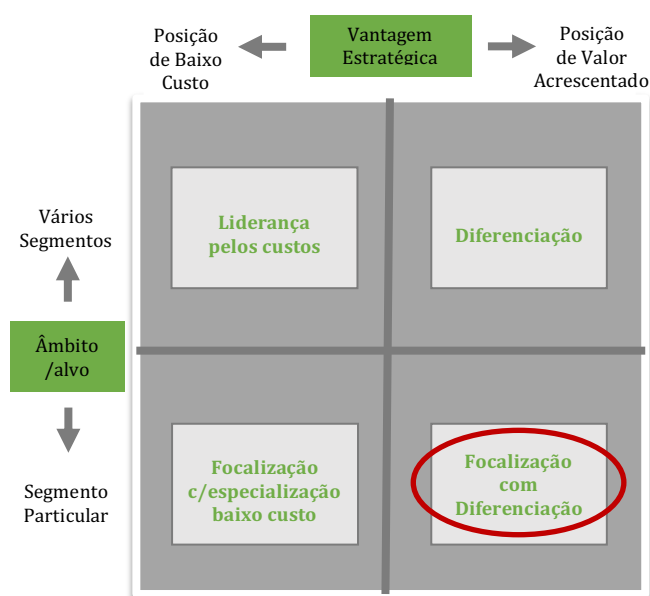 Posição
de Baixo
Custo
Vantagem
Estratégica
Posição
de Valor
Acrescentado
Vários
Segmentos
Liderança
pelos custos
Diferenciação
Âmbito
/alvo
Segmento
Particular
Focalização
c/especialização
baixo custo
Focalização
com
Diferenciação